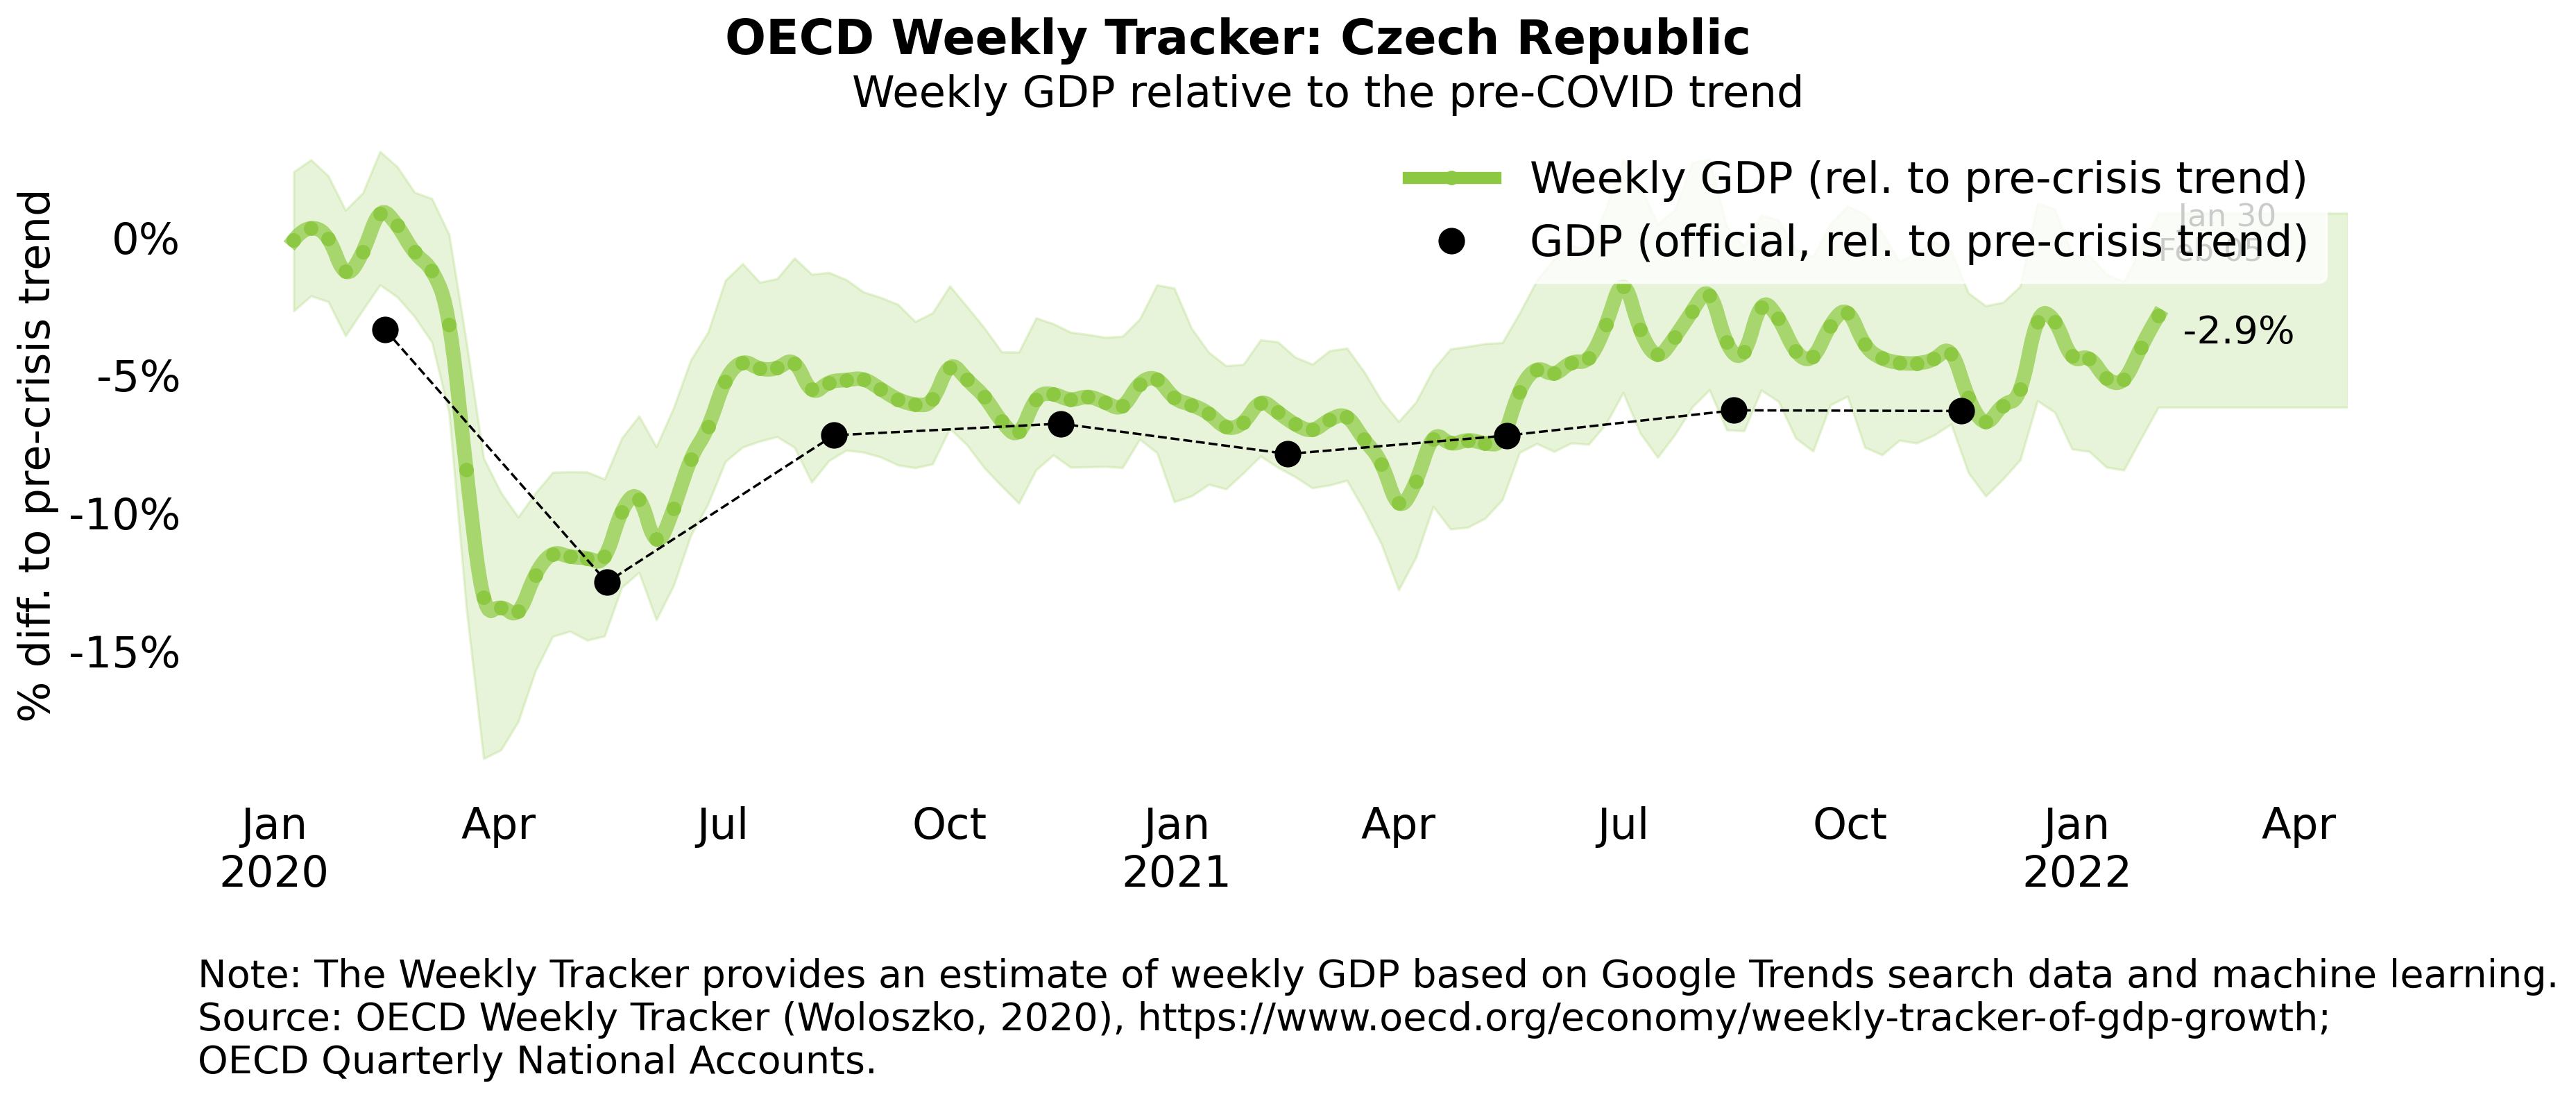 OECD Weekly Tracker: Czech Republic
Weekly GDP relative to the pre-COVID trend
% diff. to pre-crisis trend
Weekly GDP (rel. to pre-crisis trend)
GDP (official, rel. to pre-crisis trend)
Jan 30
Feb 05
-2.9%
0%
-5%
-10%
-15%
Jan Apr Jul Oct Jan Apr Jul Oct Jan Apr
2020 2021 2022
Note: The Weekly Tracker provides an estimate of weekly GDP based on Google Trends search data and machine learning.
Source: OECD Weekly Tracker (Woloszko, 2020), https://www.oecd.org/economy/weekly-tracker-of-gdp-growth;
OECD Quarterly National Accounts.